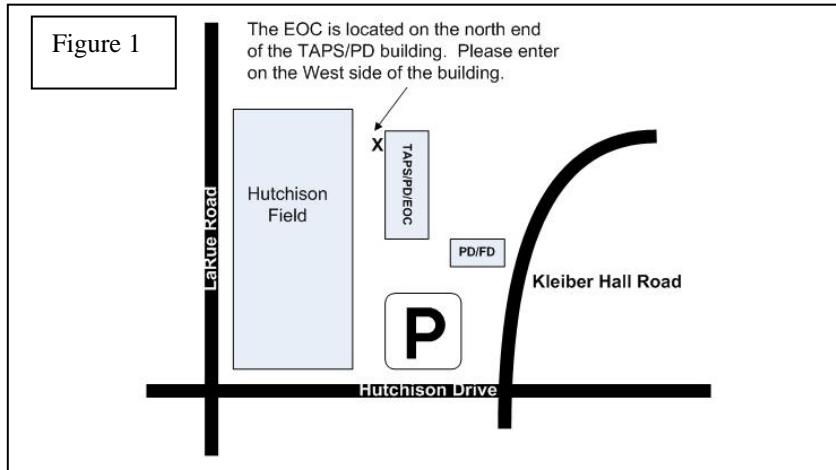 Figure 1
The EOC is located on the north end
of the TAPS/PD building.  Please enter
on the West side of the building.
X
TAPS/PD/EOC
Hutchison
Field
LaRue Road
PD/FD
Kleiber Hall Road
P
Hutchison Drive